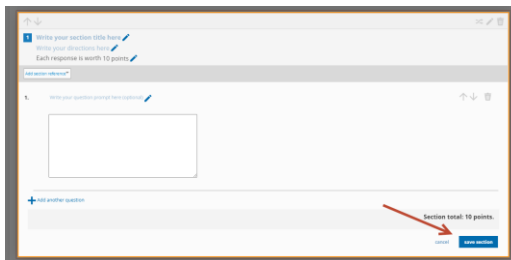 1 Write your section title here
Write your directions here
Each response is worth 10 points
Add section reference
1. Write your question prompt here (optional)
Add another question
Section total: 10 points.
cancel save section